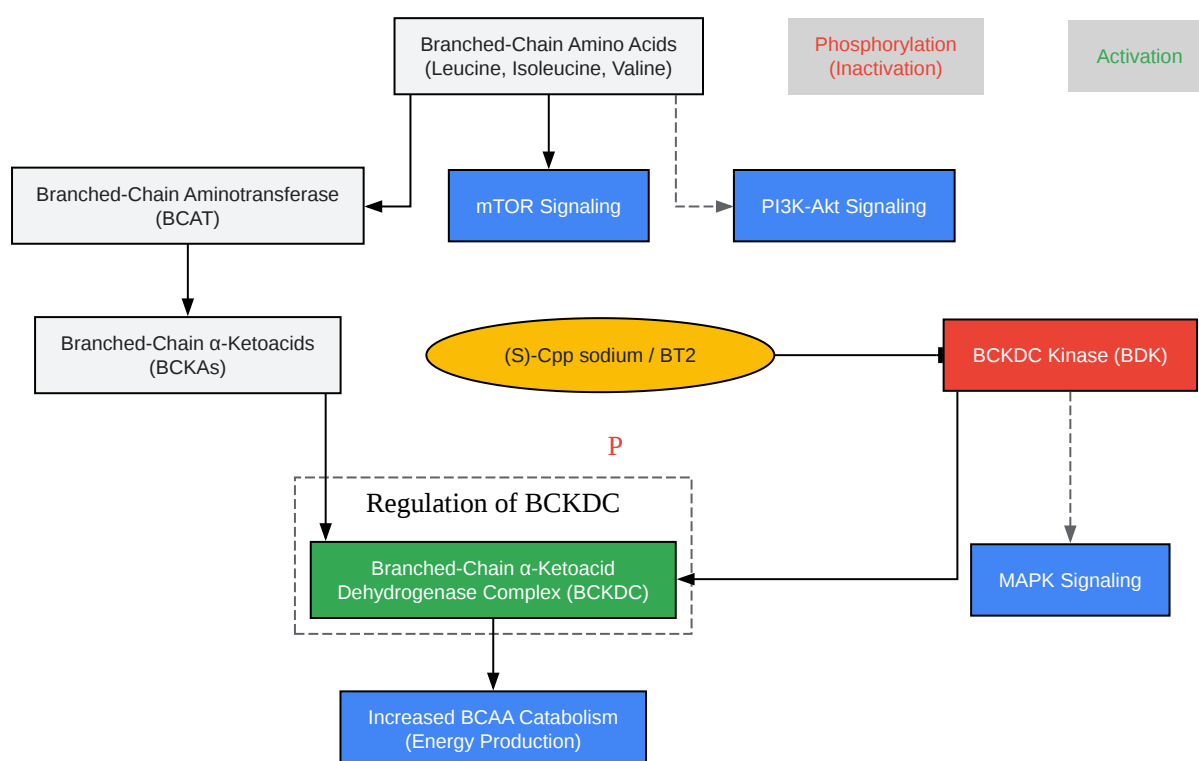 Branched-Chain Amino Acids
(Leucine, Isoleucine, Valine)
Phosphorylation
(Inactivation)
Activation
Branched-Chain Aminotransferase
(BCAT)
mTOR Signaling
PI3K-Akt Signaling
Branched-Chain α-Ketoacids
(BCKAs)
(S)-Cpp sodium / BT2
BCKDC Kinase (BDK)
P
Regulation of BCKDC
Branched-Chain α-Ketoacid
Dehydrogenase Complex (BCKDC)
MAPK Signaling
Increased BCAA Catabolism
(Energy Production)